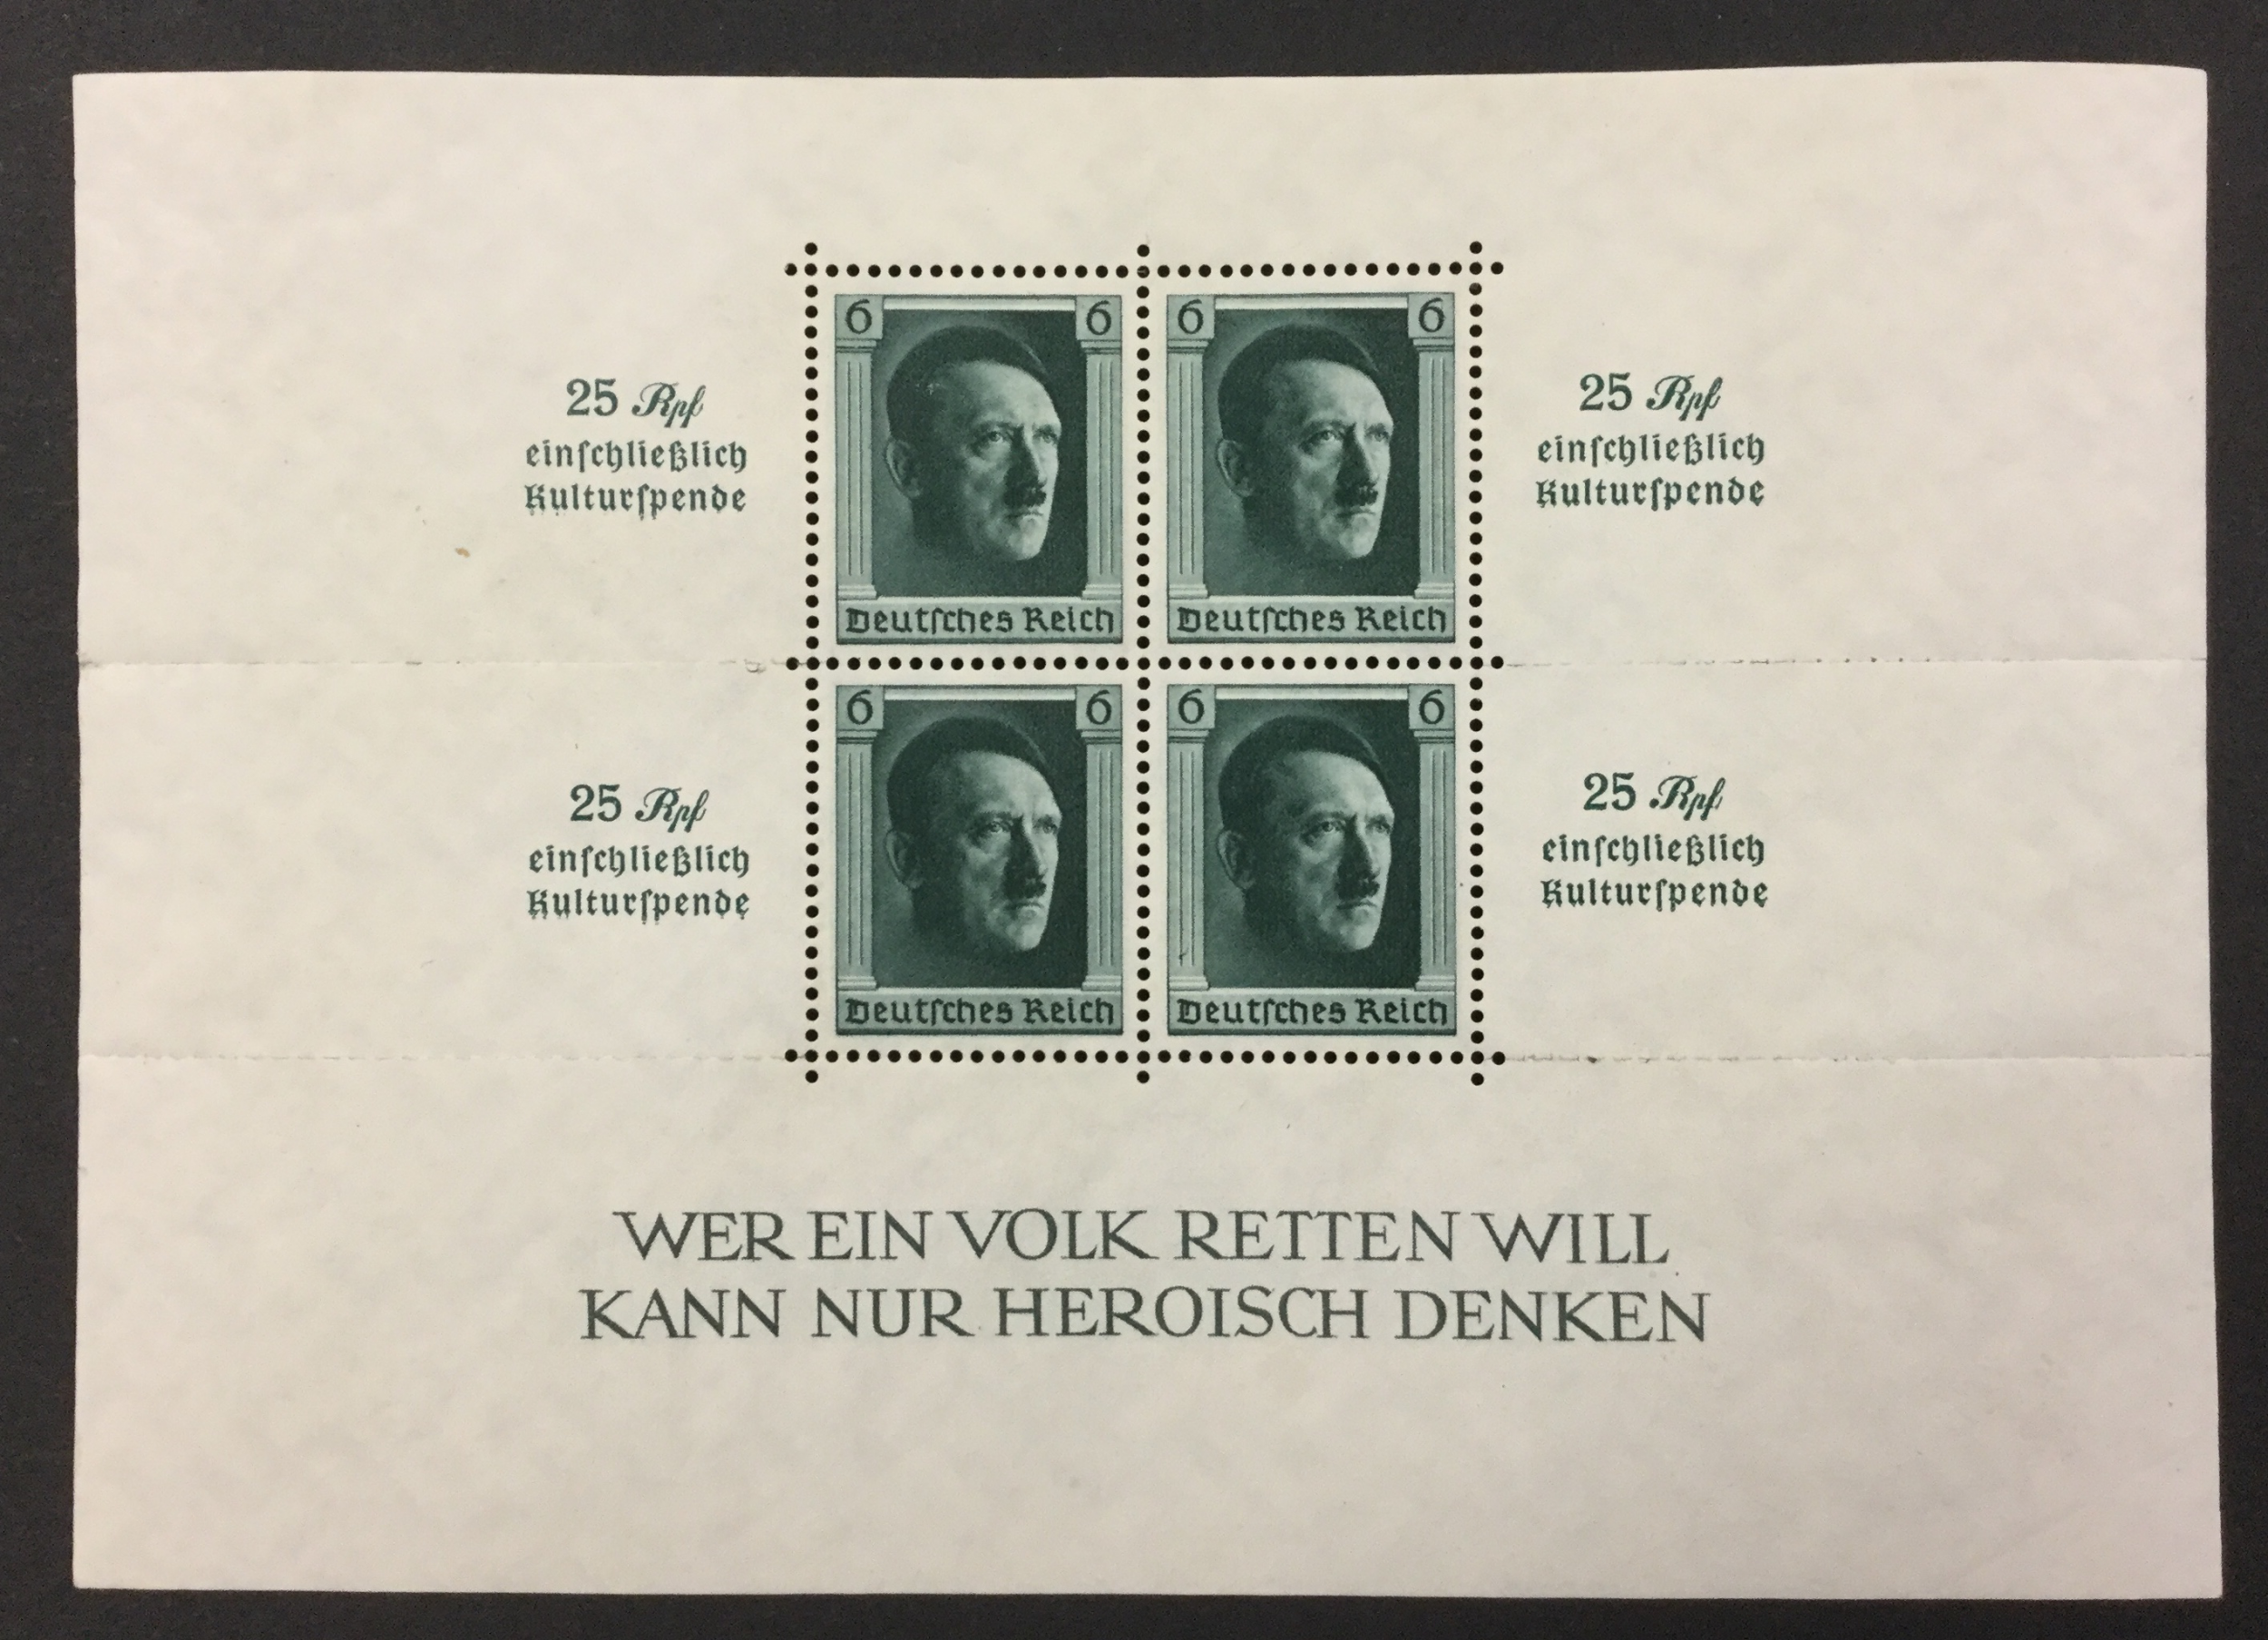 6 6 6 6
25 Rpf
einſchließlich
Kulturſpende
25 Rpf
einſchließlich
Kulturſpende
Deutſches Reich Deutſches Reich
6 6 6 6
25 Rpf
einſchließlich
Kulturſpende
25 Rpf
einſchließlich
Kulturſpende
Deutſches Reich Deutſches Reich
WER EIN VOLK RETTEN WILL
KANN NUR HEROISCH DENKEN